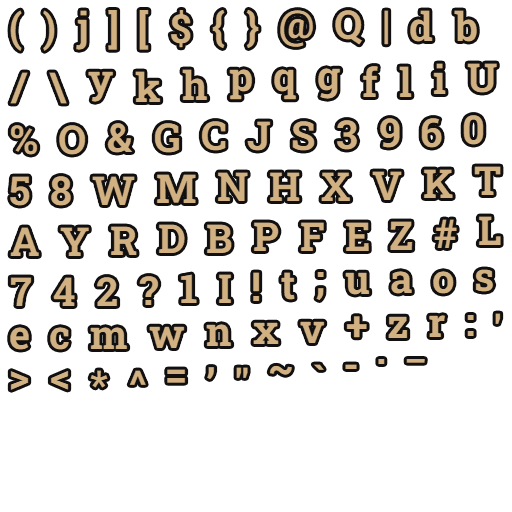 ( ) j ] [ $ { } @ Q | d b
/ \ y k h p q g f l i U
% O & G C J S 3 9 6 0
5 8 W M N H X V K T
A Y R D B P F E Z # L
7 4 2 ? 1 I ! t ; u a o s
e c m w n x v + z r : '
> < * ^ = , " ~ ` - . _